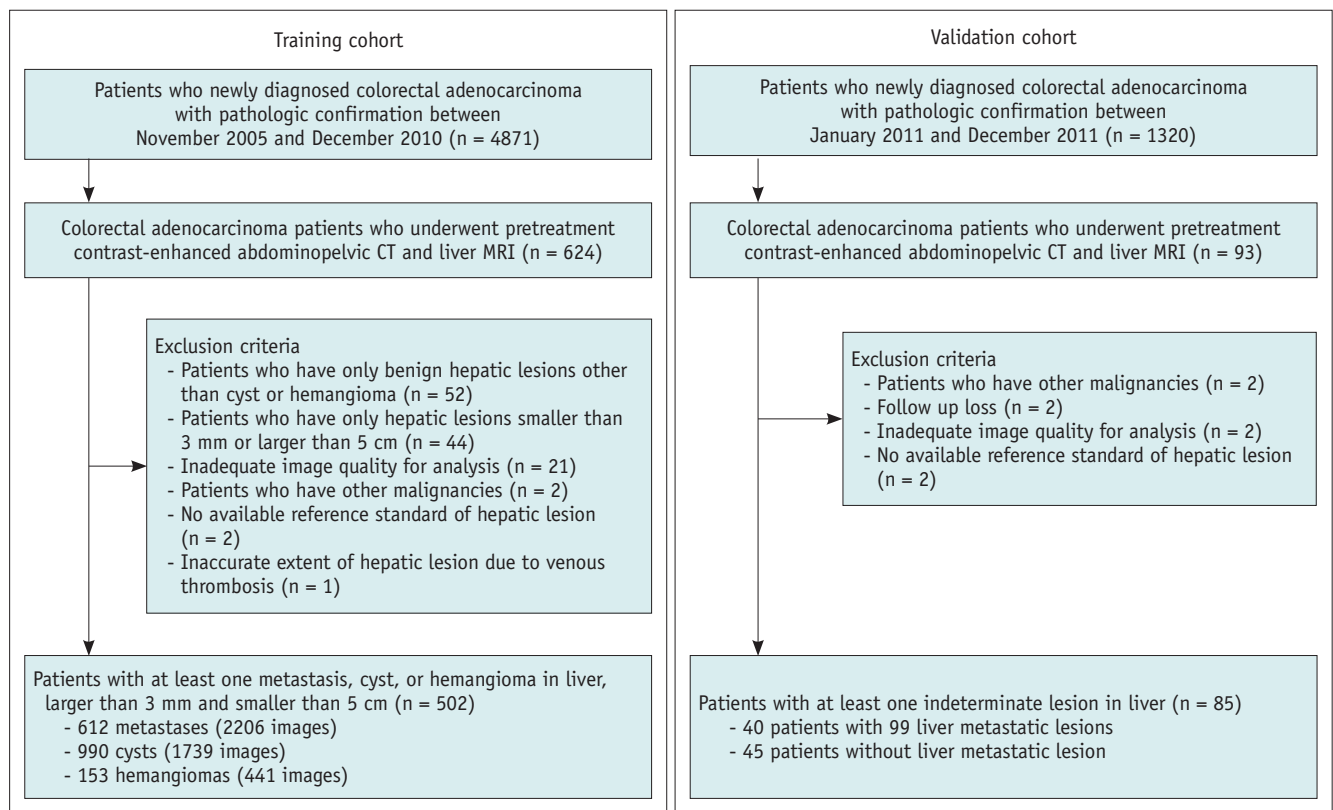 Training cohort
Patients who newly diagnosed colorectal adenocarcinoma
with pathologic confirmation between
November 2005 and December 2010 (n = 4871)
Colorectal adenocarcinoma patients who underwent pretreatment
contrast-enhanced abdominopelvic CT and liver MRI (n = 624)
Exclusion criteria
- Patients who have only benign hepatic lesions other
than cyst or hemangioma (n = 52)
- Patients who have only hepatic lesions smaller than
3 mm or larger than 5 cm (n = 44)
- Inadequate image quality for analysis (n = 21)
- Patients who have other malignancies (n = 2)
- No available reference standard of hepatic lesion
(n = 2)
- Inaccurate extent of hepatic lesion due to venous
thrombosis (n = 1)
Patients with at least one metastasis, cyst, or hemangioma in liver,
larger than 3 mm and smaller than 5 cm (n = 502)
- 612 metastases (2206 images)
- 990 cysts (1739 images)
- 153 hemangiomas (441 images)
Validation cohort
Patients who newly diagnosed colorectal adenocarcinoma
with pathologic confirmation between
January 2011 and December 2011 (n = 1320)
Colorectal adenocarcinoma patients who underwent pretreatment
contrast-enhanced abdominopelvic CT and liver MRI (n = 93)
Exclusion criteria
- Patients who have other malignancies (n = 2)
- Follow up loss (n = 2)
- Inadequate image quality for analysis (n = 2)
- No available reference standard of hepatic lesion
(n = 2)
Patients with at least one indeterminate lesion in liver (n = 85)
- 40 patients with 99 liver metastatic lesions
- 45 patients without liver metastatic lesion